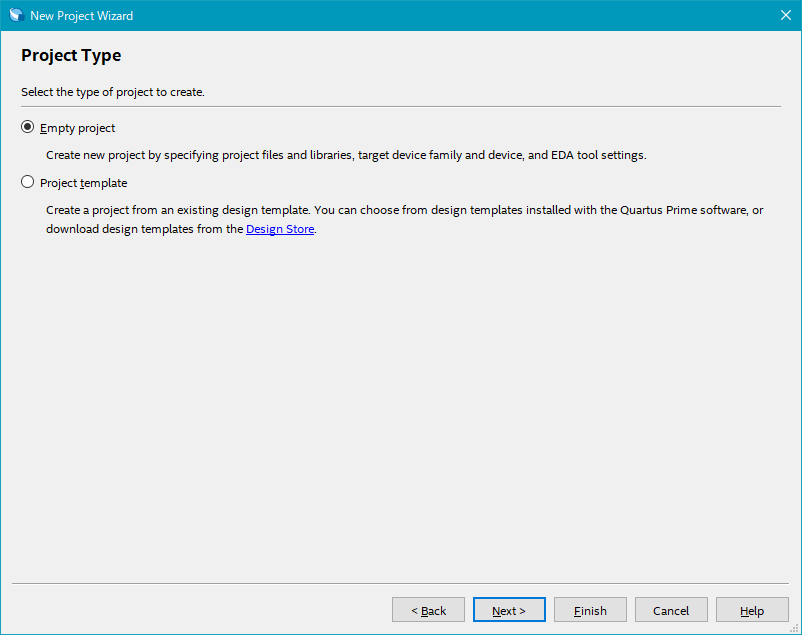 New Project Wizard
Project Type
Select the type of project to create.
Empty project
Create new project by specifying project files and libraries, target device family and device, and EDA tool settings.
Project template
Create a project from an existing design template. You can choose from design templates installed with the Quartus Prime software, or
download design templates from the Design Store.
< Back Next > Finish Cancel Help